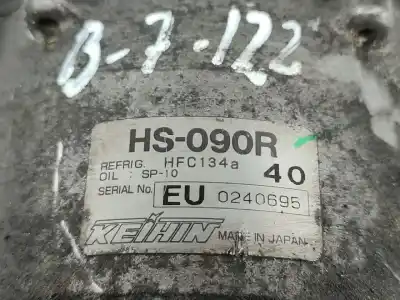 B-7-122
HS-090R
REFRIG. HFC134a
OIL : SP-10 40
SERIAL No. EU 0240695
KEIHIN MADE IN JAPAN